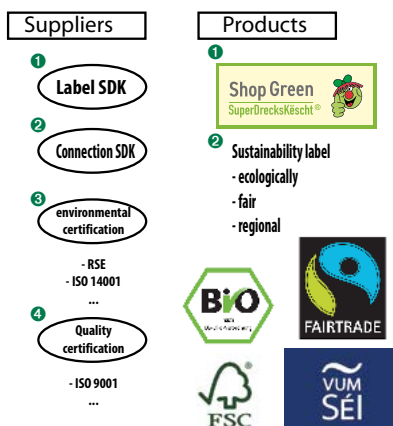 Suppliers
1
Label SDK
2
Connection SDK
3
environmental
certification
- RSE
- ISO 14001
...
4
Quality
certification
- ISO 9001
...
Products
1
Shop Green
SuperDrecksKëscht®
2
Sustainability label
- ecologically
- fair
- regional
Bio
FAIRTRADE
FSC
VUM
SÉI